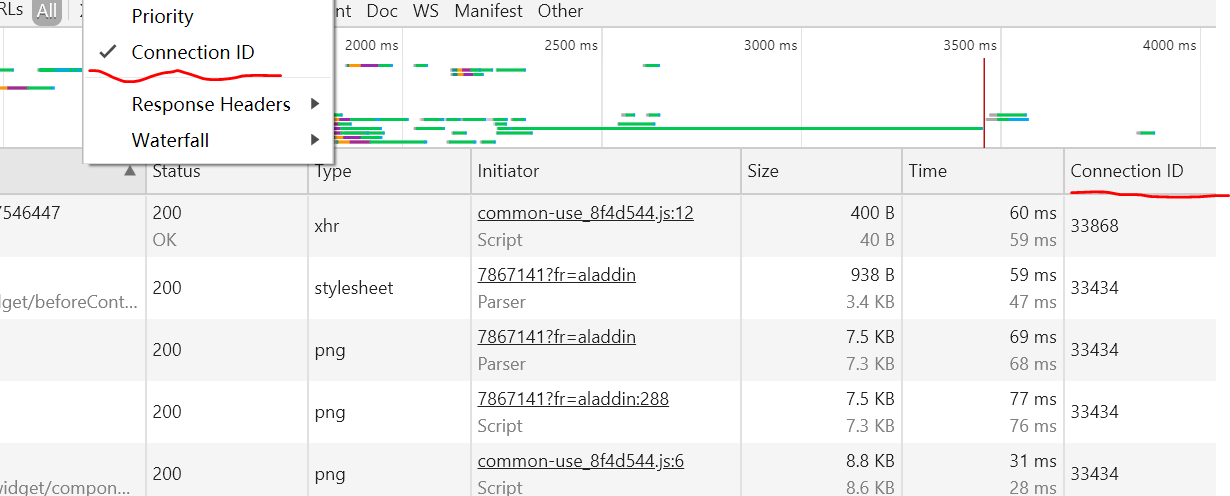 RLs All nt Doc WS Manifest Other
Priority
Connection ID
Response Headers
Waterfall
2000 ms 2500 ms 3000 ms 3500 ms 4000 ms
Status Type Initiator Size Time Connection ID
7546447 200 xhr common-use_8f4d544.js:12 400 B 60 ms 33868
OK Script 40 B 59 ms
200 stylesheet 7867141?fr=aladdin 938 B 59 ms 33434
dget/beforeCont... Parser 3.4 KB 47 ms
200 png 7867141?fr=aladdin 7.5 KB 69 ms 33434
Parser 7.3 KB 68 ms
200 png 7867141?fr=aladdin:288 7.5 KB 77 ms 33434
Script 7.3 KB 76 ms
200 png common-use_8f4d544.js:6 8.8 KB 31 ms 33434
widget/compon... Script 8.6 KB 28 ms